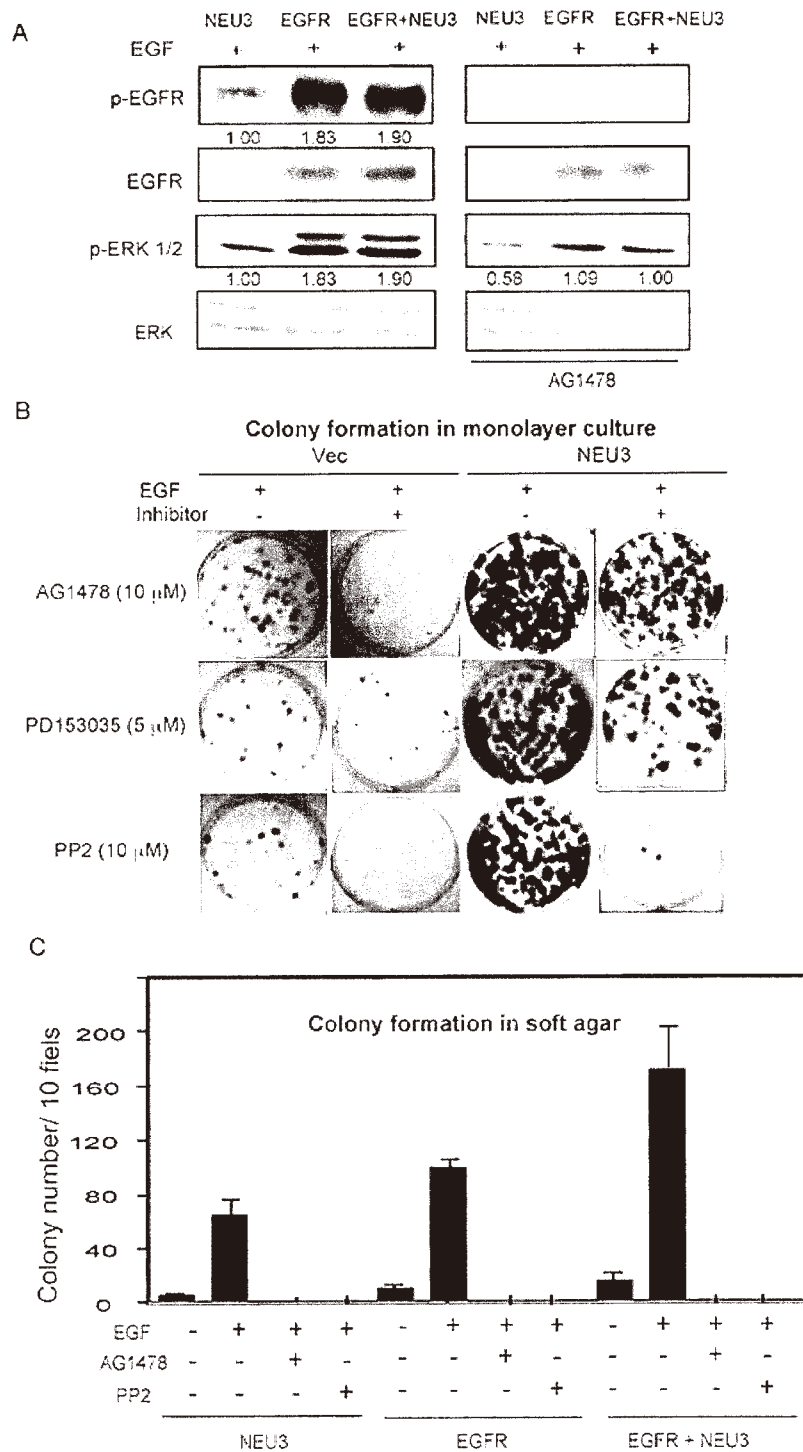 A
NEU3 EGFR EGFR+NEU3 NEU3 EGFR EGFR+NEU3
EGF + + + + + +
p-EGFR
1.00 1.83 1.90
EGFR
p-ERK 1/2
1.00 1.83 1.90 0.58 1.09 1.00
ERK
AG1478
B
Colony formation in monolayer culture
Vec NEU3
EGF + + + +
Inhibitor - + - +
AG1478 (10 μM)
PD153035 (5 μM)
PP2 (10 μM)
C
Colony formation in soft agar
Colony number/ 10 fiels
200
160
120
80
40
0
EGF - + + + - + + + - + + +
AG1478 - - + - - - + - - - + -
PP2 - - - + - - - + - - - +
NEU3 EGFR EGFR + NEU3